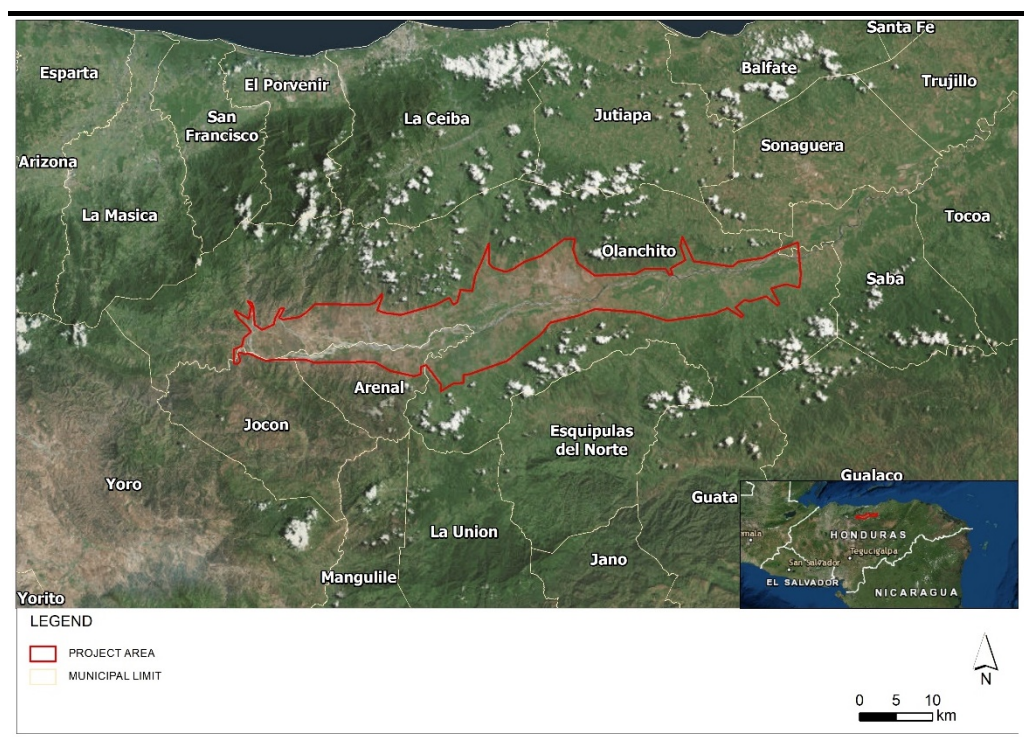 Santa Fe
Esparta
Balfate
El Porvenir
Trujillo
San
Francisco
La Ceiba
Jutiapa
Sonaguera
Arizona
La Masica
Tocoa
Olanchito
Saba
Arenal
Jocon
Esquipulas
del Norte
Yoro
Gualaco
Guata
La Union
Jano
Mangulile
Yorito
mala
HONDURAS
Tegucigalpa
San Salvador
EL SALVADOR
NICARAGUA
LEGEND
PROJECT AREA
MUNICIPAL LIMIT
N
0 5 10
km